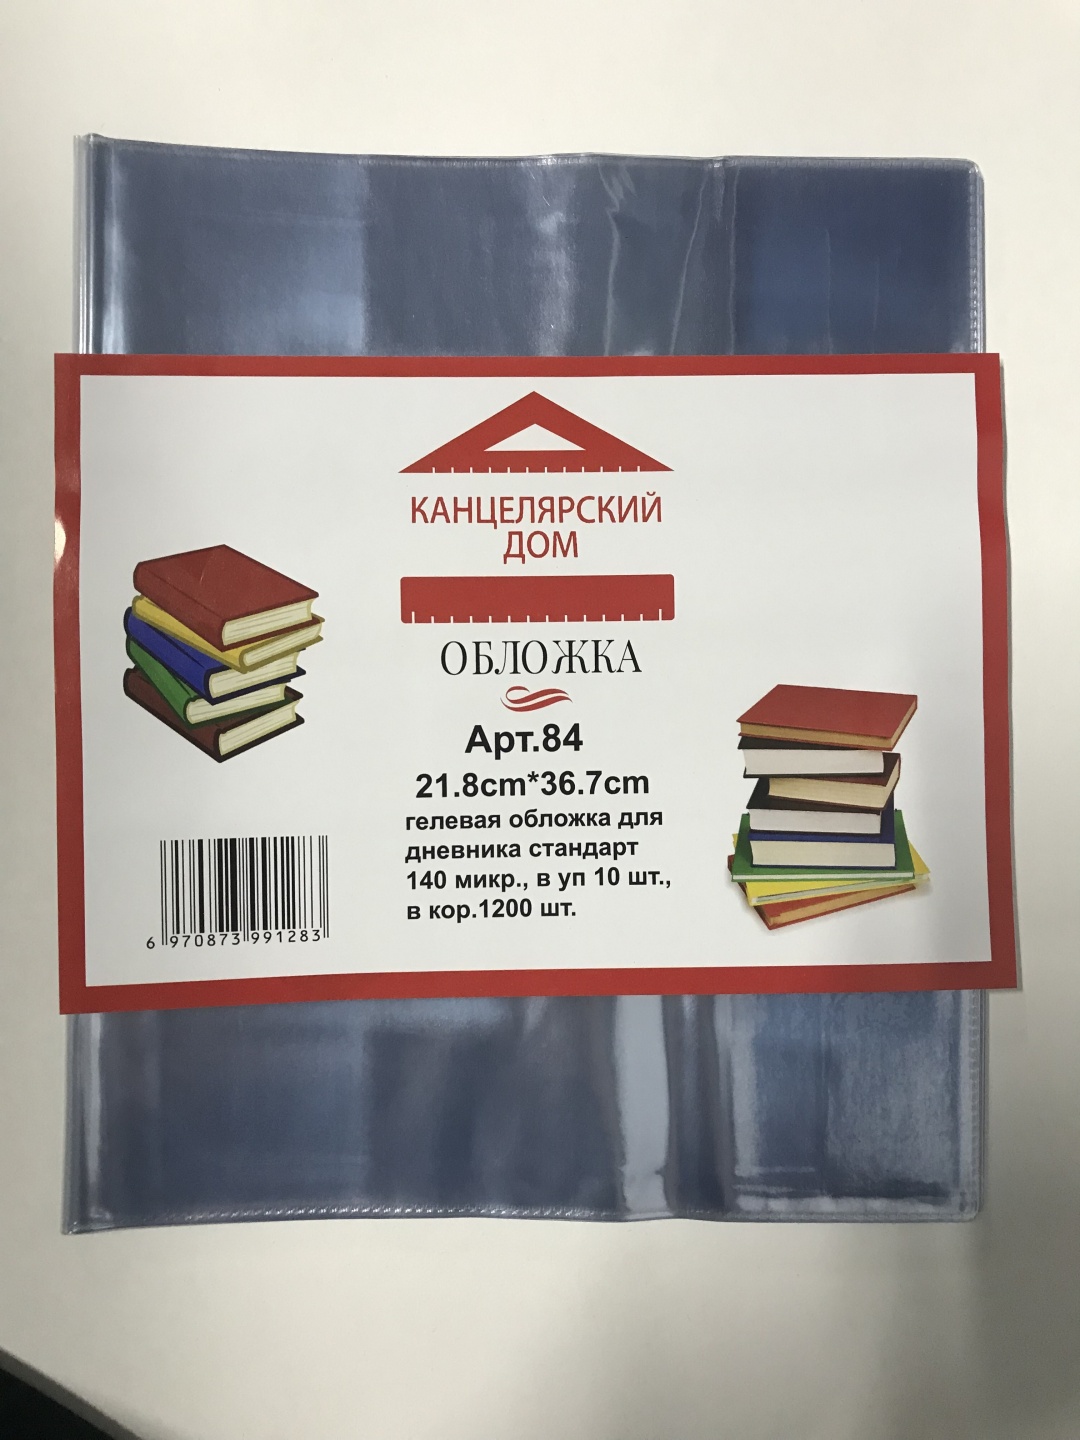 КАНЦЕЛЯРСКИЙ
ДОМ
ОБЛОЖКА
Арт.84
21.8cm*36.7cm
гелевая обложка для
дневника стандарт
140 микр., в уп 10 шт.,
в кор.1200 шт.
6 970873 991283